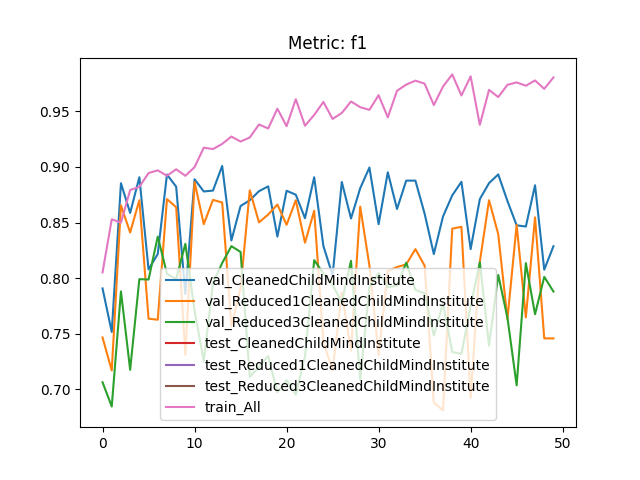 Metric: f1
0.95
0.90
0.85
0.80
0.75
0.70
val_CleanedChildMindInstitute
val_Reduced1CleanedChildMindInstitute
val_Reduced3CleanedChildMindInstitute
test_CleanedChildMindInstitute
test_Reduced1CleanedChildMindInstitute
test_Reduced3CleanedChildMindInstitute
train_All
0 10 20 30 40 50